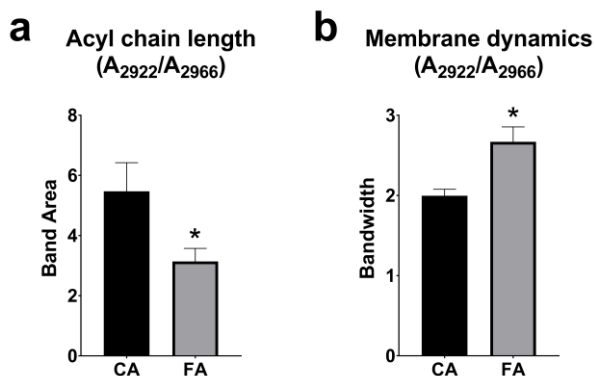 a
Acyl chain length
(A2922/A2966)
8
6
4
2
0
Band Area
*
CA
FA
b
Membrane dynamics
(A2922/A2966)
3
2
1
0
Bandwidth
*
CA
FA